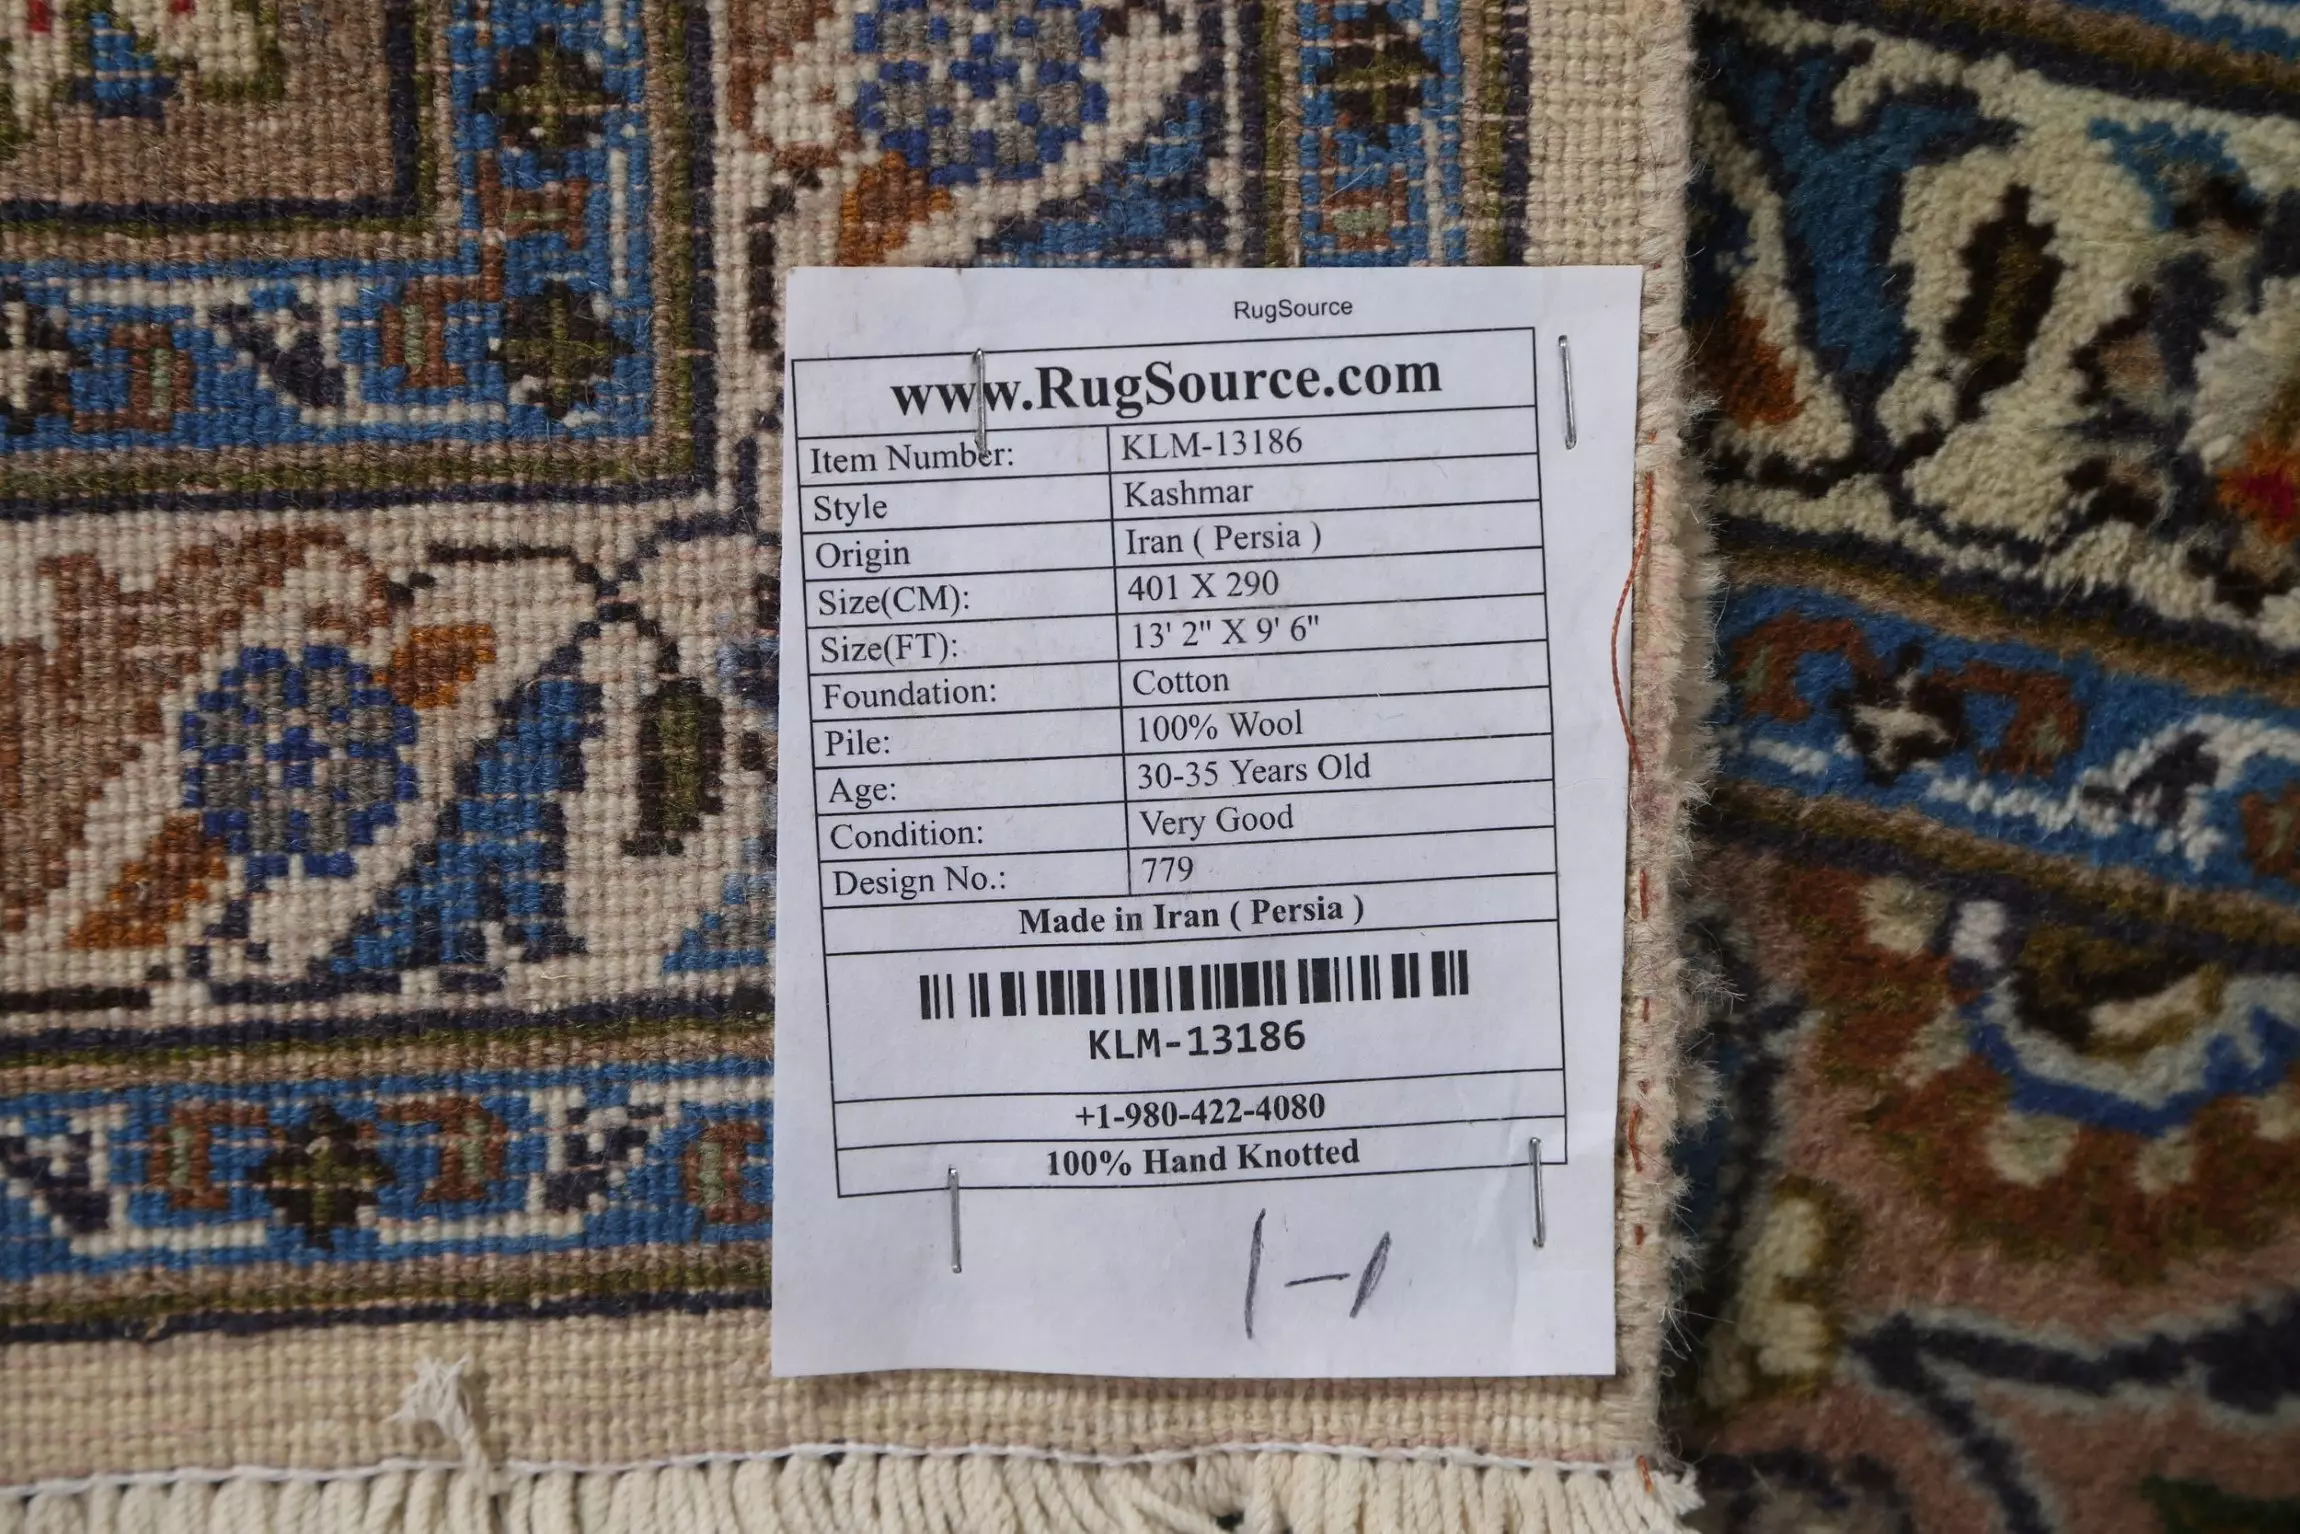 RugSource
www.RugSource.com
Item Number: KLM-13186
Style Kashmar
Origin Iran ( Persia )
Size(CM): 401 X 290
Size(FT): 13' 2" X 9' 6"
Foundation: Cotton
Pile: 100% Wool
Age: 30-35 Years Old
Condition: Very Good
Design No.: 779
Made in Iran ( Persia )
KLM-13186
+1-980-422-4080
100% Hand Knotted
1-1